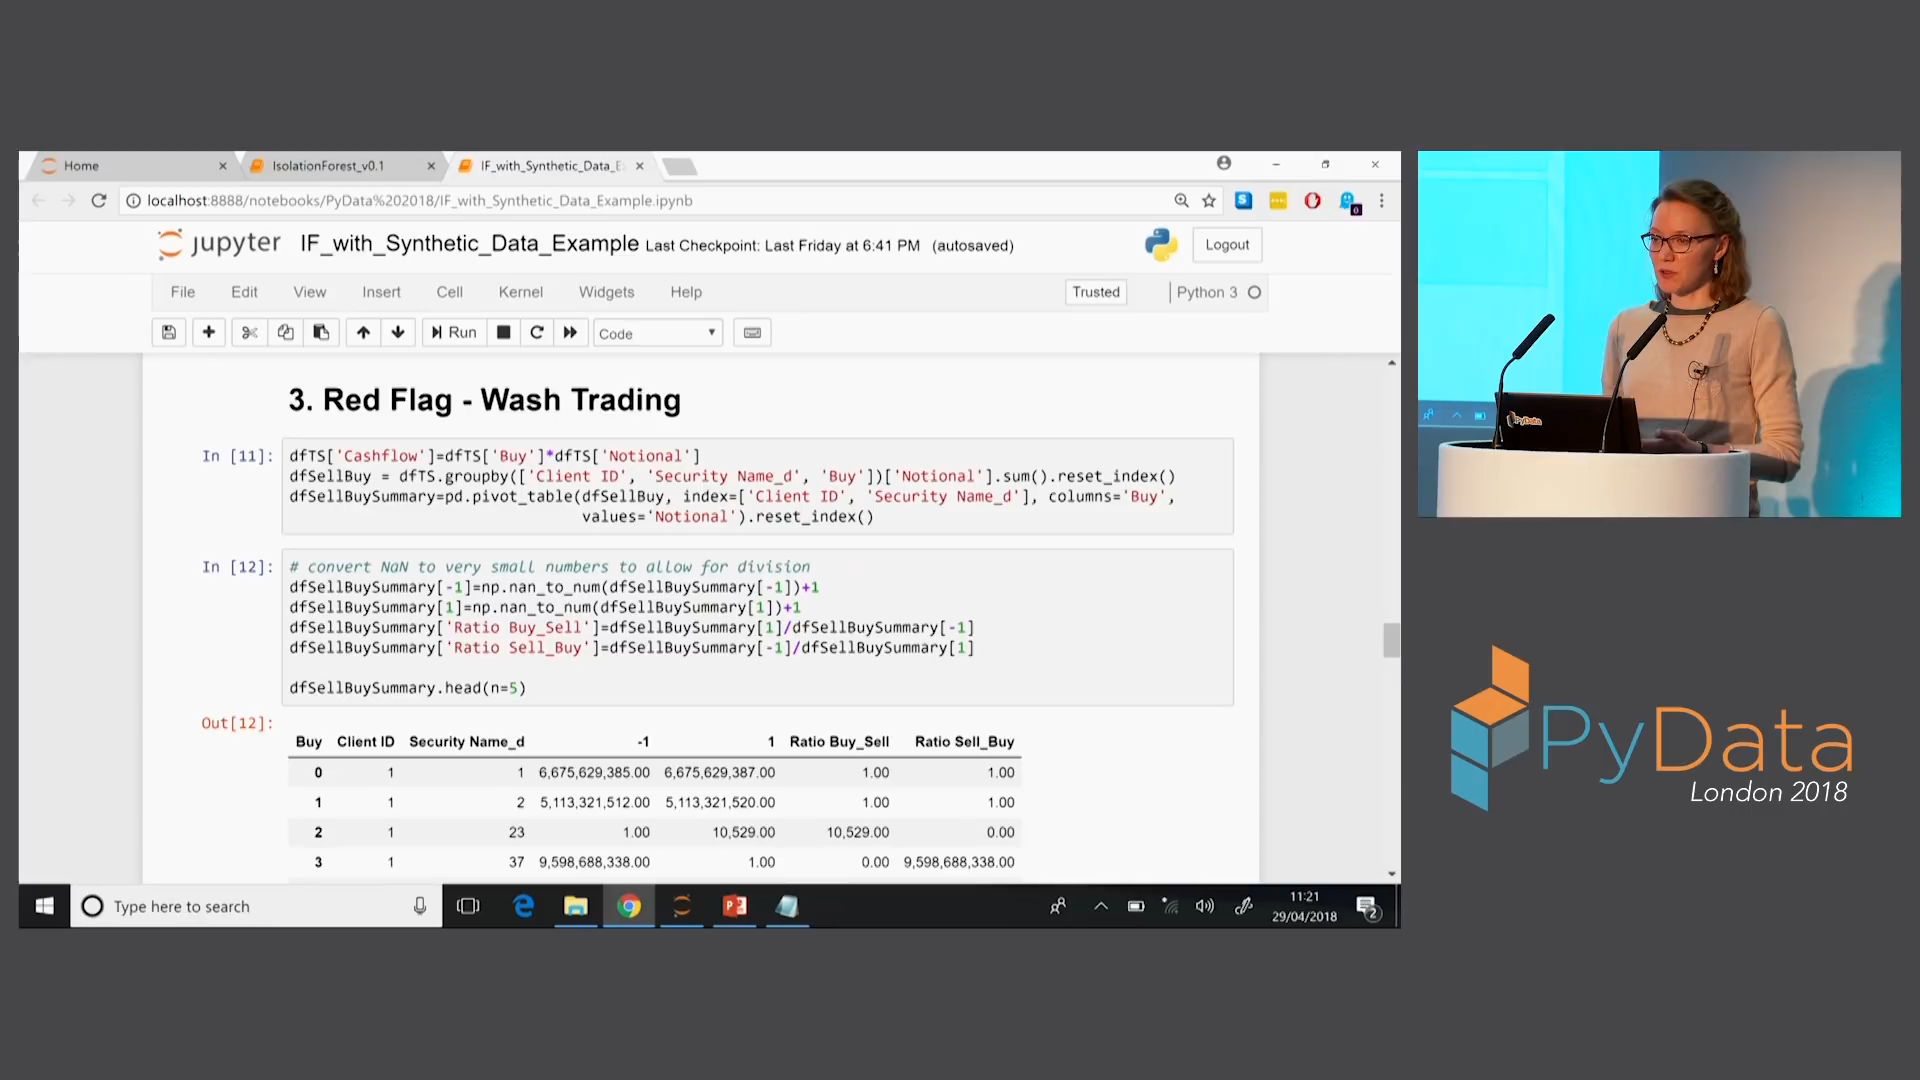 Home
IsolationForest_v0.1
IF_with_Synthetic_Data_E
localhost:8888/notebooks/PyData%202018/IF_with_Synthetic_Data_Example.ipynb
jupyter IF_with_Synthetic_Data_Example Last Checkpoint: Last Friday at 6:41 PM (autosaved)
Logout
File Edit View Insert Cell Kernel Widgets Help
Trusted
Python 3
Run
Code
3. Red Flag - Wash Trading
In [11]:
dfTS['Cashflow']=dfTS['Buy']*dfTS['Notional']
dfSellBuy = dfTS.groupby(['Client ID', 'Security Name_d', 'Buy'])['Notional'].sum().reset_index()
dfSellBuySummary=pd.pivot_table(dfSellBuy, index=['Client ID', 'Security Name_d'], columns='Buy',
values='Notional').reset_index()
In [12]:
# convert NaN to very small numbers to allow for division
dfSellBuySummary[-1]=np.nan_to_num(dfSellBuySummary[-1])+1
dfSellBuySummary[1]=np.nan_to_num(dfSellBuySummary[1])+1
dfSellBuySummary['Ratio Buy_Sell']=dfSellBuySummary[1]/dfSellBuySummary[-1]
dfSellBuySummary['Ratio Sell_Buy']=dfSellBuySummary[-1]/dfSellBuySummary[1]
dfSellBuySummary.head(n=5)
Out[12]:
Buy Client ID Security Name_d -1 1 Ratio Buy_Sell Ratio Sell_Buy
0 1 1 6,675,629,385.00 6,675,629,387.00 1.00 1.00
1 1 2 5,113,321,512.00 5,113,321,520.00 1.00 1.00
2 1 23 1.00 10,529.00 10,529.00 0.00
3 1 37 9,598,688,338.00 1.00 0.00 9,598,688,338.00
Type here to search
11:21
29/04/2018
2
PyData
PyData
London 2018